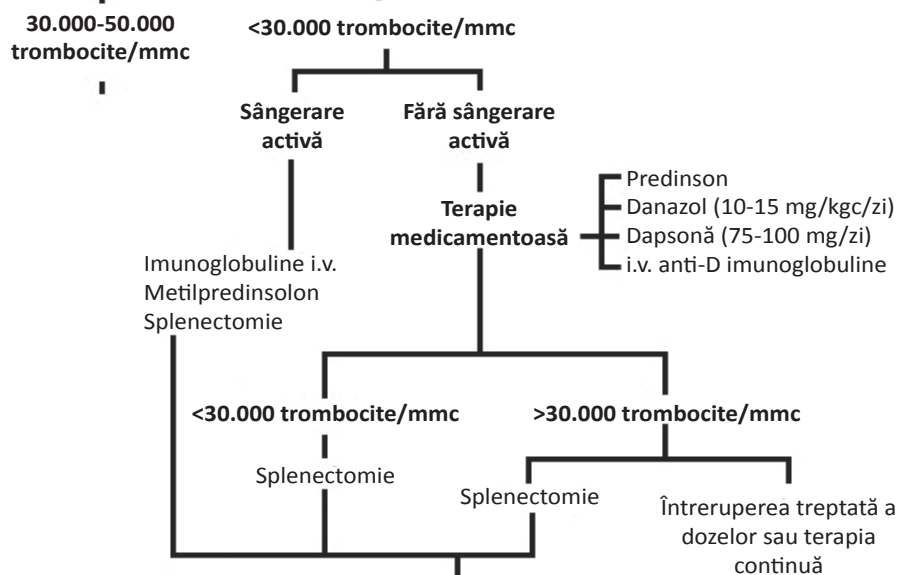 30.000-50.000
trombocite/mmc
<30.000 trombocite/mmc
Sângerare
activă
Fără sângerare
activă
Terapie
medicamentoasă
Predinson
Danazol (10-15 mg/kgc/zi)
Dapsonă (75-100 mg/zi)
i.v. anti-D imunoglobuline
Imunoglobuline i.v.
Metilpredinsolon
Splenectomie
<30.000 trombocite/mmc
>30.000 trombocite/mmc
Splenectomie
Splenectomie
Întreruperea treptată a
dozelor sau terapia
continuă